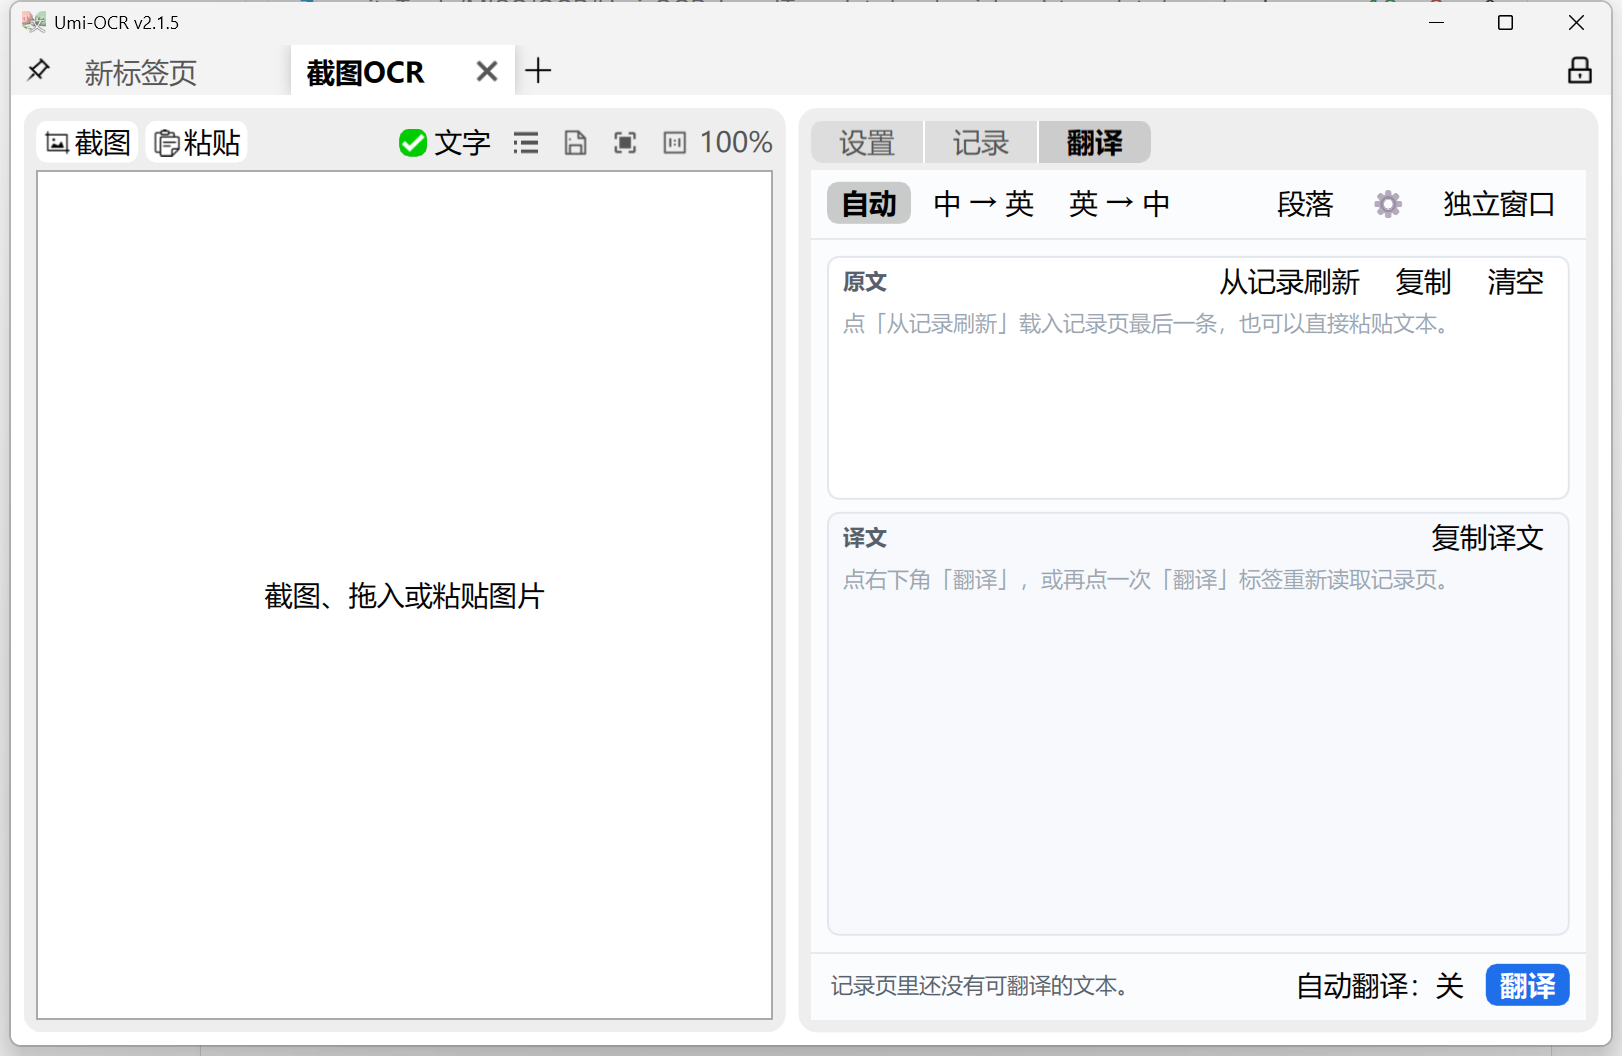 Umi-OCR v2.1.5
新标签页
截图OCR
截图 粘贴 文字 100%
截图、拖入或粘贴图片
设置 记录 翻译
自动 中→英 英→中 段落 独立窗口
原文 从记录刷新 复制 清空
点「从记录刷新」载入记录页最后一条，也可以直接粘贴文本。
译文 复制译文
点右下角「翻译」，或再点一次「翻译」标签重新读取记录页。
记录页里还没有可翻译的文本。 自动翻译：关 翻译